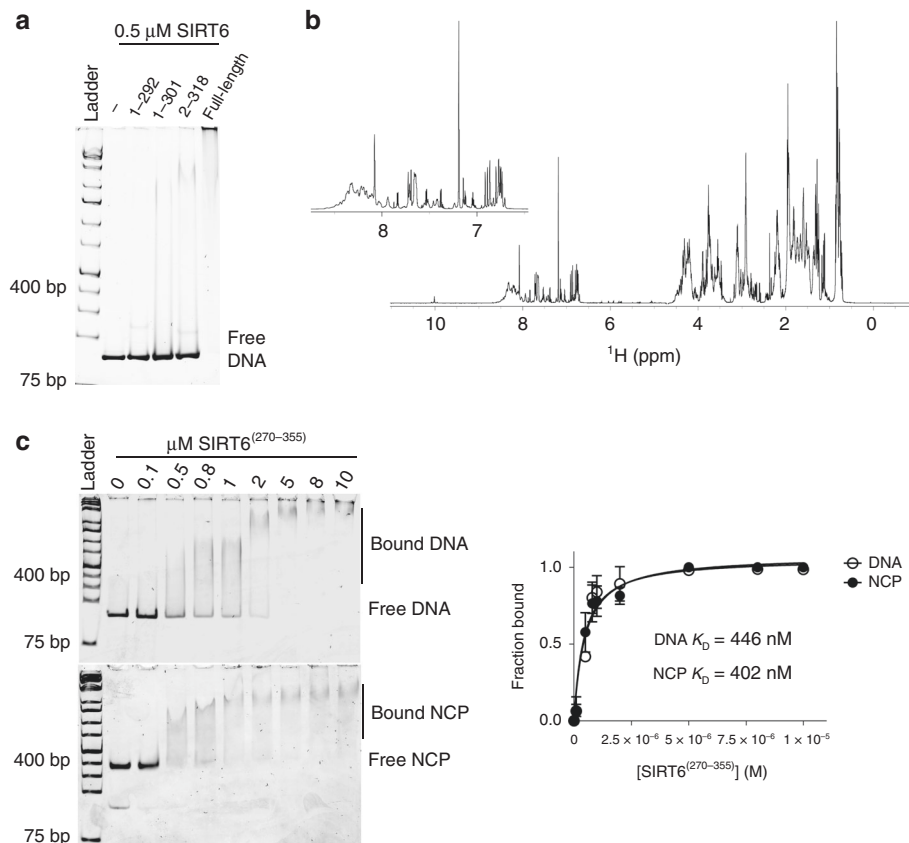 a
0.5 μM SIRT6
Ladder
–
1–292
1–301
2–318
Full-length
400 bp
Free
DNA
75 bp
b
8
7
10
8
6
4
2
0
¹H (ppm)
c
μM SIRT6⁽²⁷⁰⁻³⁵⁵⁾
Ladder
0
0.1
0.5
0.8
1
2
5
8
10
Bound DNA
400 bp
Free DNA
75 bp
Bound NCP
400 bp
Free NCP
75 bp
Fraction bound
1.0
0.5
0.0
DNA
NCP
DNA K_D = 446 nM
NCP K_D = 402 nM
0
2.5 × 10⁻⁶
5 × 10⁻⁶
7.5 × 10⁻⁶
1 × 10⁻⁵
[SIRT6⁽²⁷⁰⁻³⁵⁵⁾] (M)